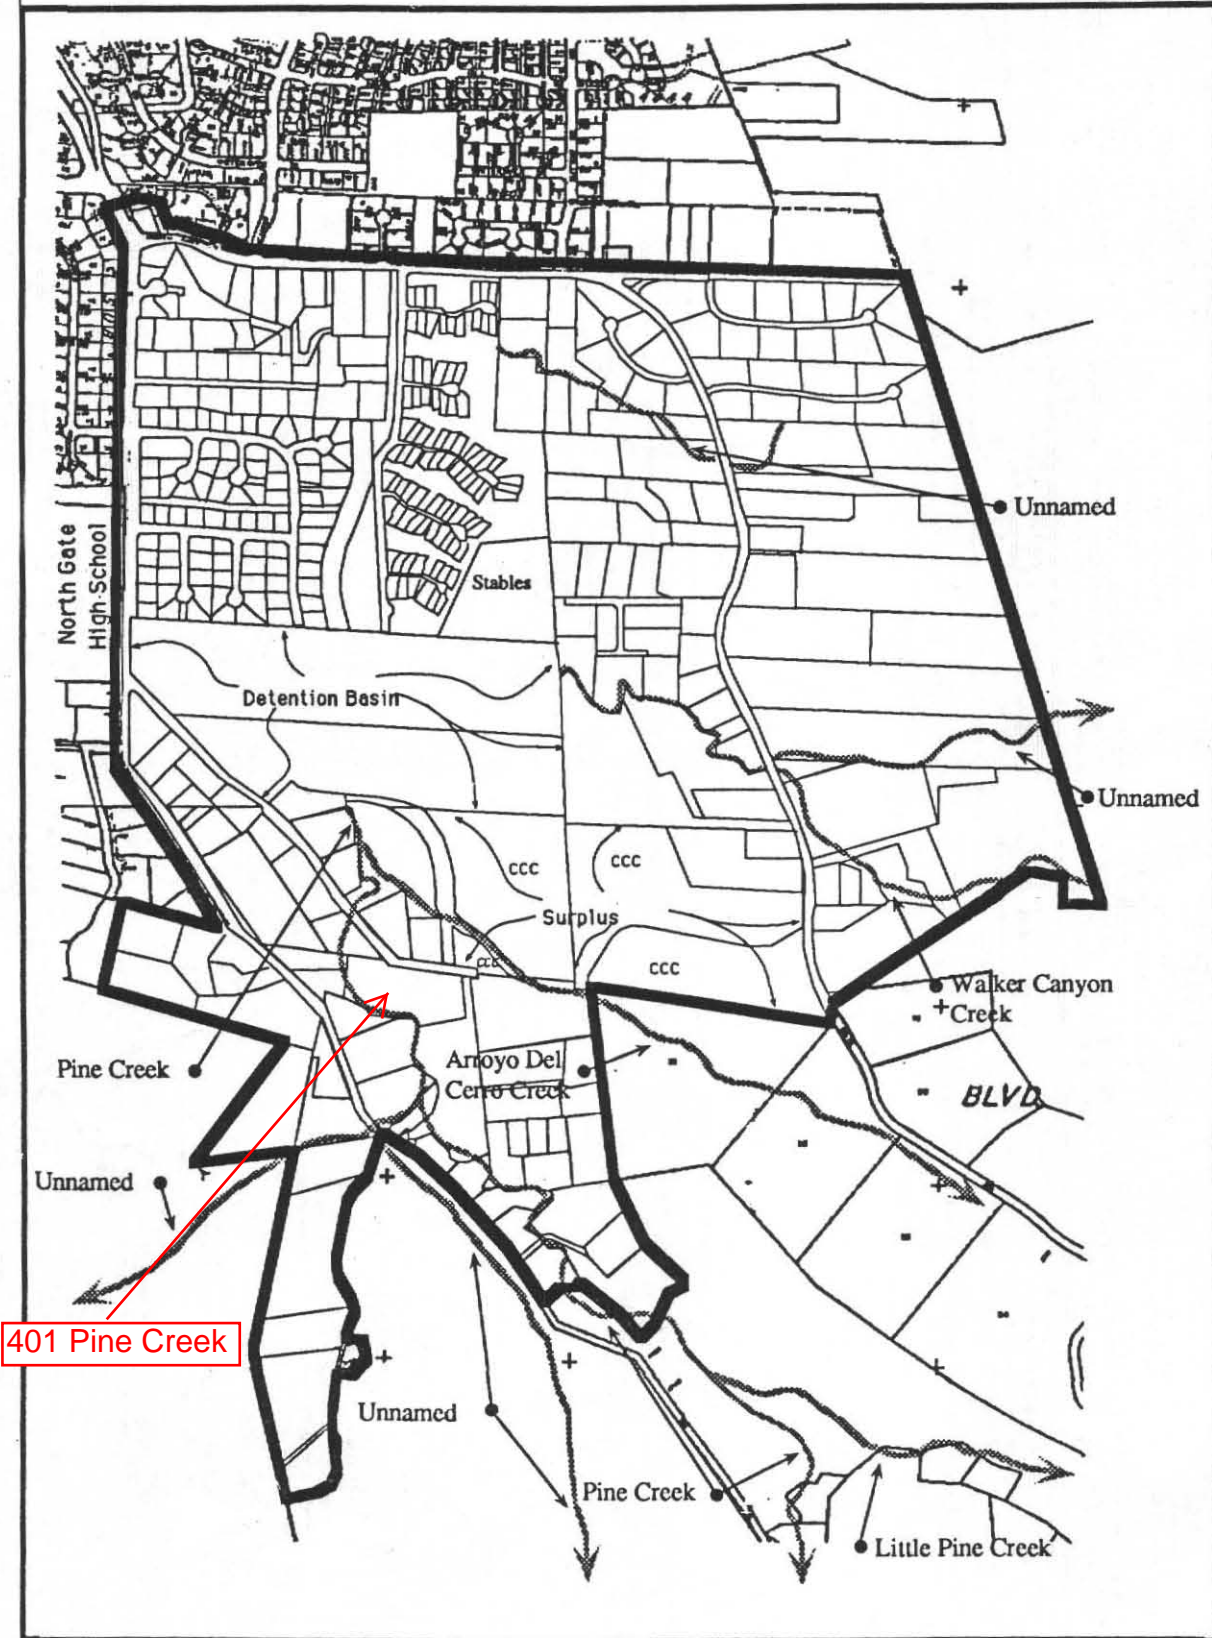 Unnamed
North Gate
High School
Stables
Detention Basin
Unnamed
CCC
CCC
Surplus
CCC
CCC
Walker Canyon
Creek
Pine Creek
Arroyo Del
Cerro Creek
BLVD
Unnamed
401 Pine Creek
Unnamed
Pine Creek
Little Pine Creek